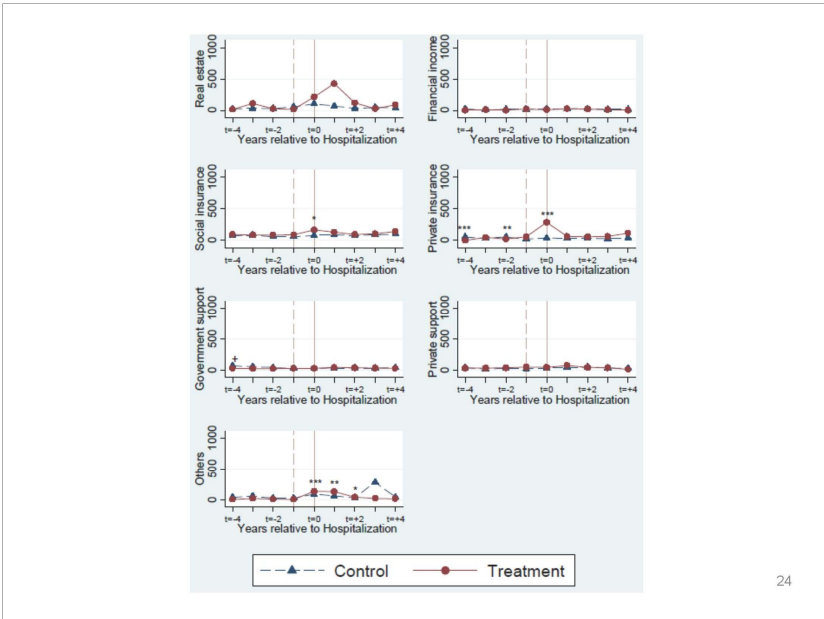 Real estate
0 500 1000
t=-4 t=-2 t=0 t=+2 t=+4
Years relative to Hospitalization
Financial income
0 500 1000
t=-4 t=-2 t=0 t=+2 t=+4
Years relative to Hospitalization
Social insurance
0 500 1000
*
t=-4 t=-2 t=0 t=+2 t=+4
Years relative to Hospitalization
Private insurance
0 500 1000
*** ** ***
t=-4 t=-2 t=0 t=+2 t=+4
Years relative to Hospitalization
Government support
0 500 1000
+
t=-4 t=-2 t=0 t=+2 t=+4
Years relative to Hospitalization
Private support
0 500 1000
t=-4 t=-2 t=0 t=+2 t=+4
Years relative to Hospitalization
Others
0 500 1000
*** ** *
t=-4 t=-2 t=0 t=+2 t=+4
Years relative to Hospitalization
Control Treatment
24